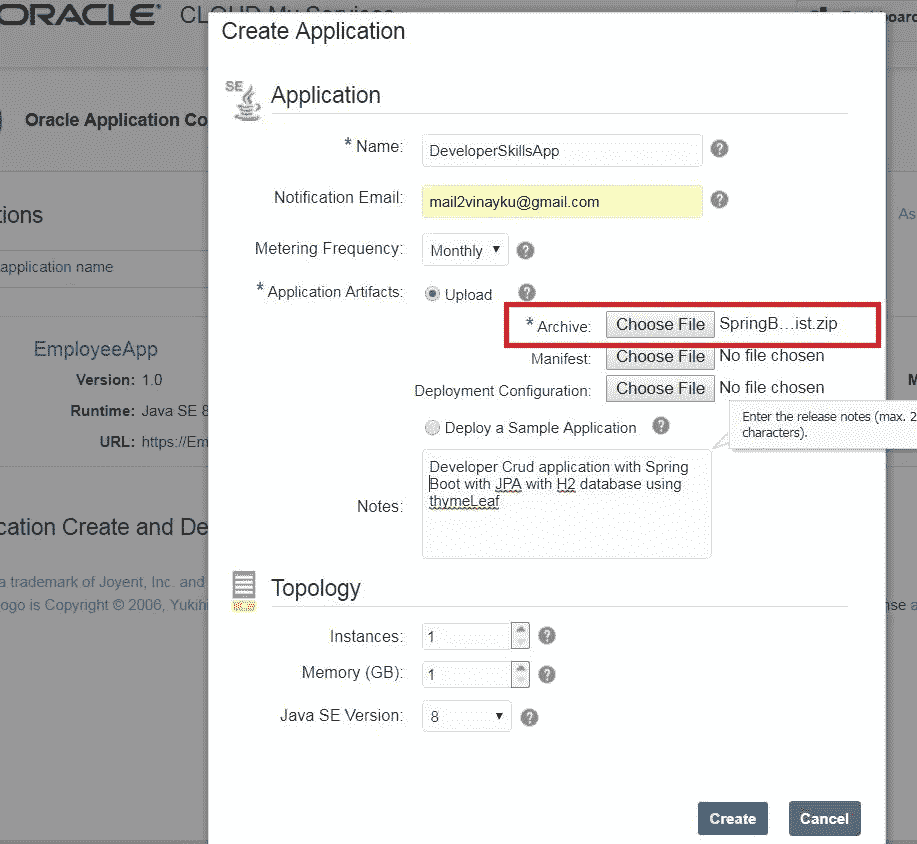 ORACLE
CLOUD My Services
Dashboard
Create Application
SE
Application
Oracle Application Co
* Name:
DeveloperSkillsApp
Notification Email:
mail2vinayku@gmail.com
tions
As
Metering Frequency:
Monthly
application name
* Application Artifacts:
Upload
* Archive:
Choose File
SpringB...ist.zip
EmployeeApp
Manifest:
Choose File
No file chosen
Version: 1.0
M
Deployment Configuration:
Choose File
No file chosen
Runtime: Java SE 8
Enter the release notes (max. 2
characters).
Deploy a Sample Application
URL: https://Em
Notes:
Developer Crud application with Spring
Boot with JPA with H2 database using
thymeLeaf
cation Create and De
Topology
a trademark of Joyent, Inc. and
ogo is Copyright © 2006, Yukihi
nse a
Instances:
1
Memory (GB):
1
Java SE Version:
8
Create
Cancel